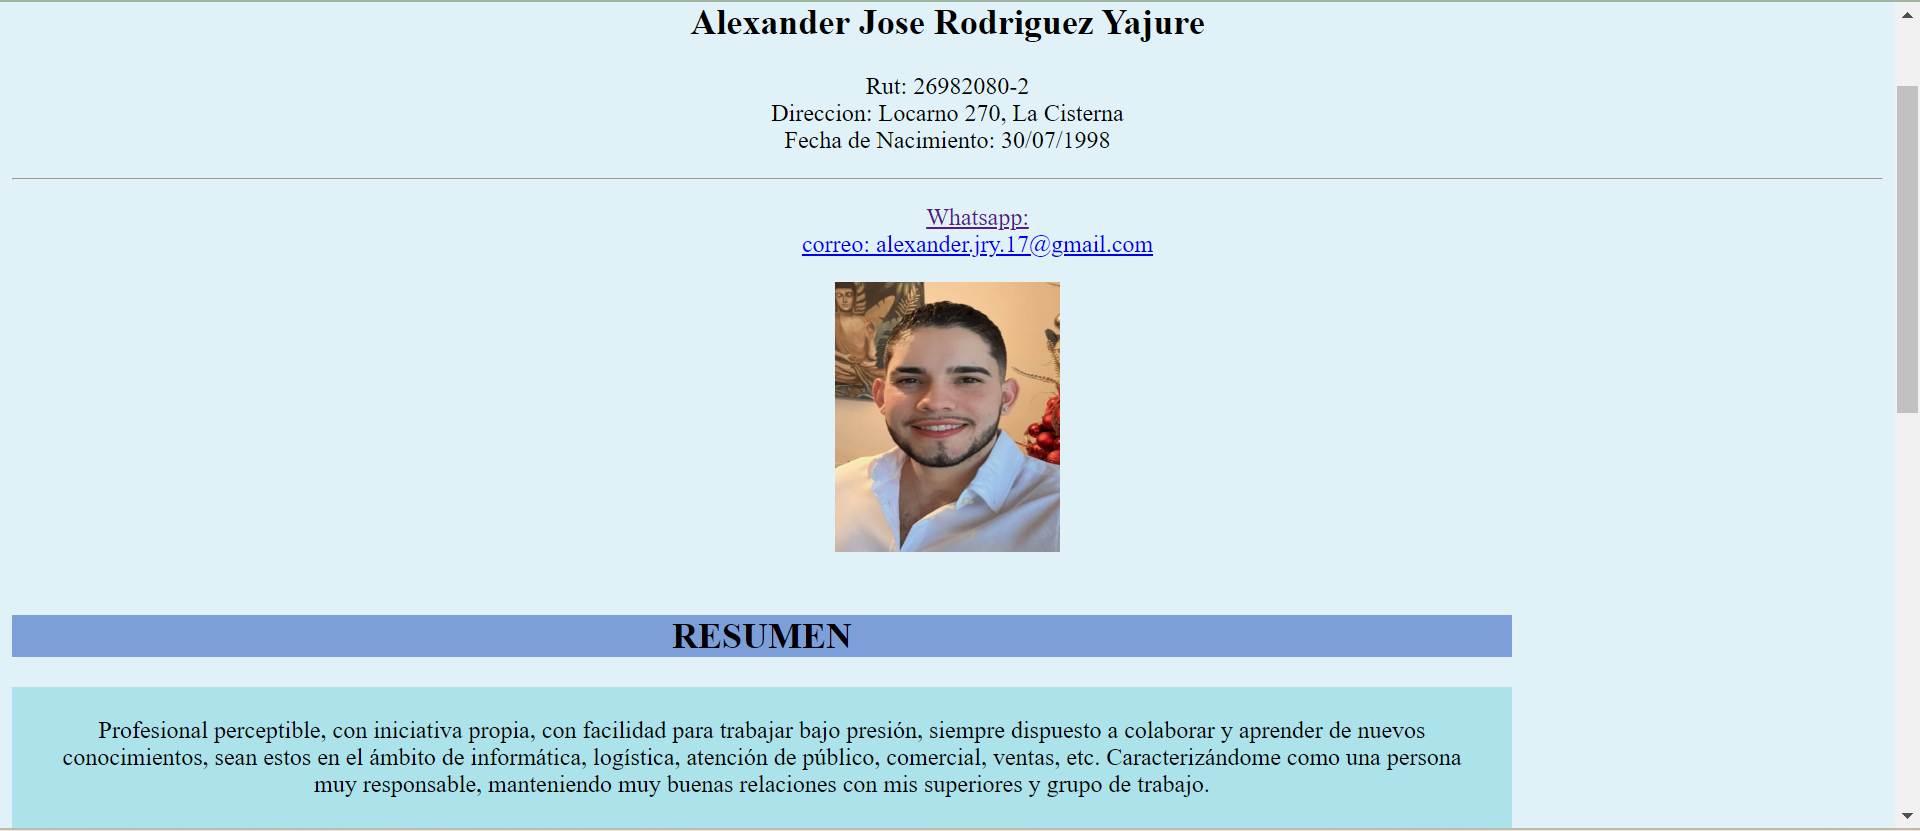 Alexander Jose Rodriguez Yajure
Rut: 26982080-2
Direccion: Locarno 270, La Cisterna
Fecha de Nacimiento: 30/07/1998
Whatsapp:
correo: alexander.jry.17@gmail.com
RESUMEN
Profesional perceptible, con iniciativa propia, con facilidad para trabajar bajo presión, siempre dispuesto a colaborar y aprender de nuevos
conocimientos, sean estos en el ámbito de informática, logística, atención de público, comercial, ventas, etc. Caracterizándome como una persona
muy responsable, manteniendo muy buenas relaciones con mis superiores y grupo de trabajo.